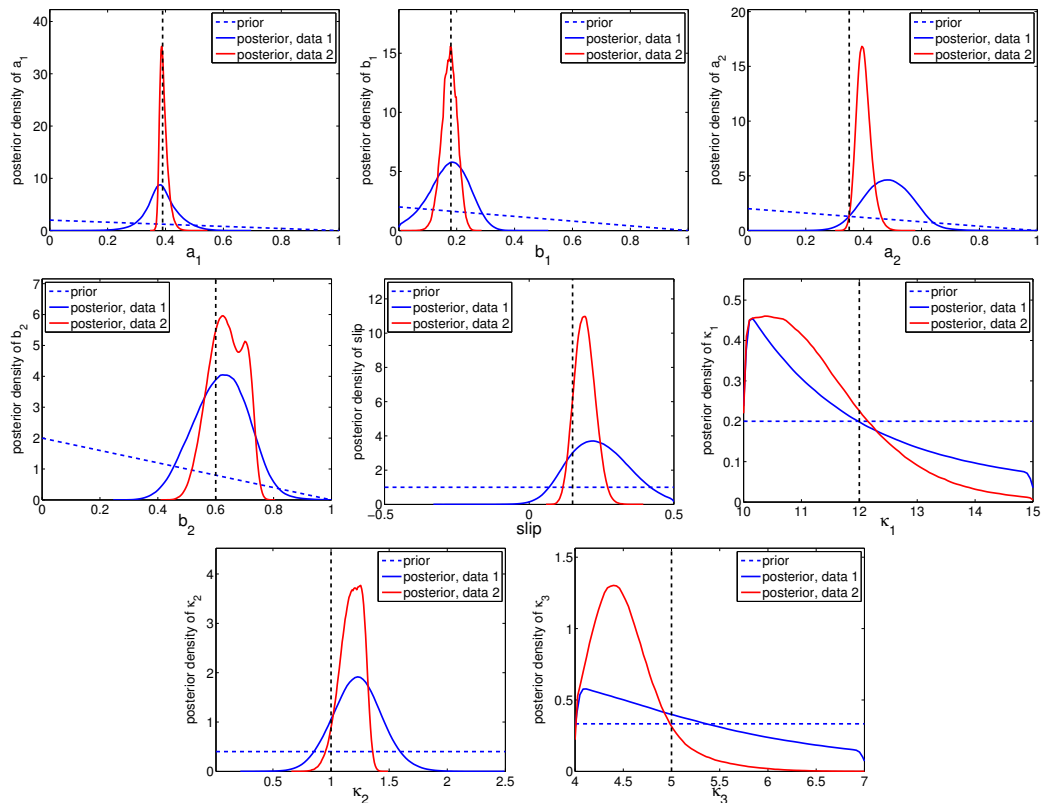 prior
posterior, data 1
posterior, data 2
posterior density of a1
40
30
20
10
0
0 0.2 0.4 0.6 0.8 1
a1
prior
posterior, data 1
posterior, data 2
posterior density of b1
15
10
5
0
0 0.2 0.4 0.6 0.8 1
b1
prior
posterior, data 1
posterior, data 2
posterior density of a2
20
15
10
5
0
0 0.2 0.4 0.6 0.8 1
a2
prior
posterior, data 1
posterior, data 2
posterior density of b2
7
6
5
4
3
2
1
0
0 0.2 0.4 0.6 0.8 1
b2
prior
posterior, data 1
posterior, data 2
posterior density of slip
12
10
8
6
4
2
0
−0.5 0 0.5
slip
prior
posterior, data 1
posterior, data 2
posterior density of κ1
0.5
0.4
0.3
0.2
0.1
0
10 11 12 13 14 15
κ1
prior
posterior, data 1
posterior, data 2
posterior density of κ2
4
3
2
1
0
0.5 1 1.5 2 2.5
κ2
prior
posterior, data 1
posterior, data 2
posterior density of κ3
1.5
1
0.5
0
4 4.5 5 5.5 6 6.5 7
κ3